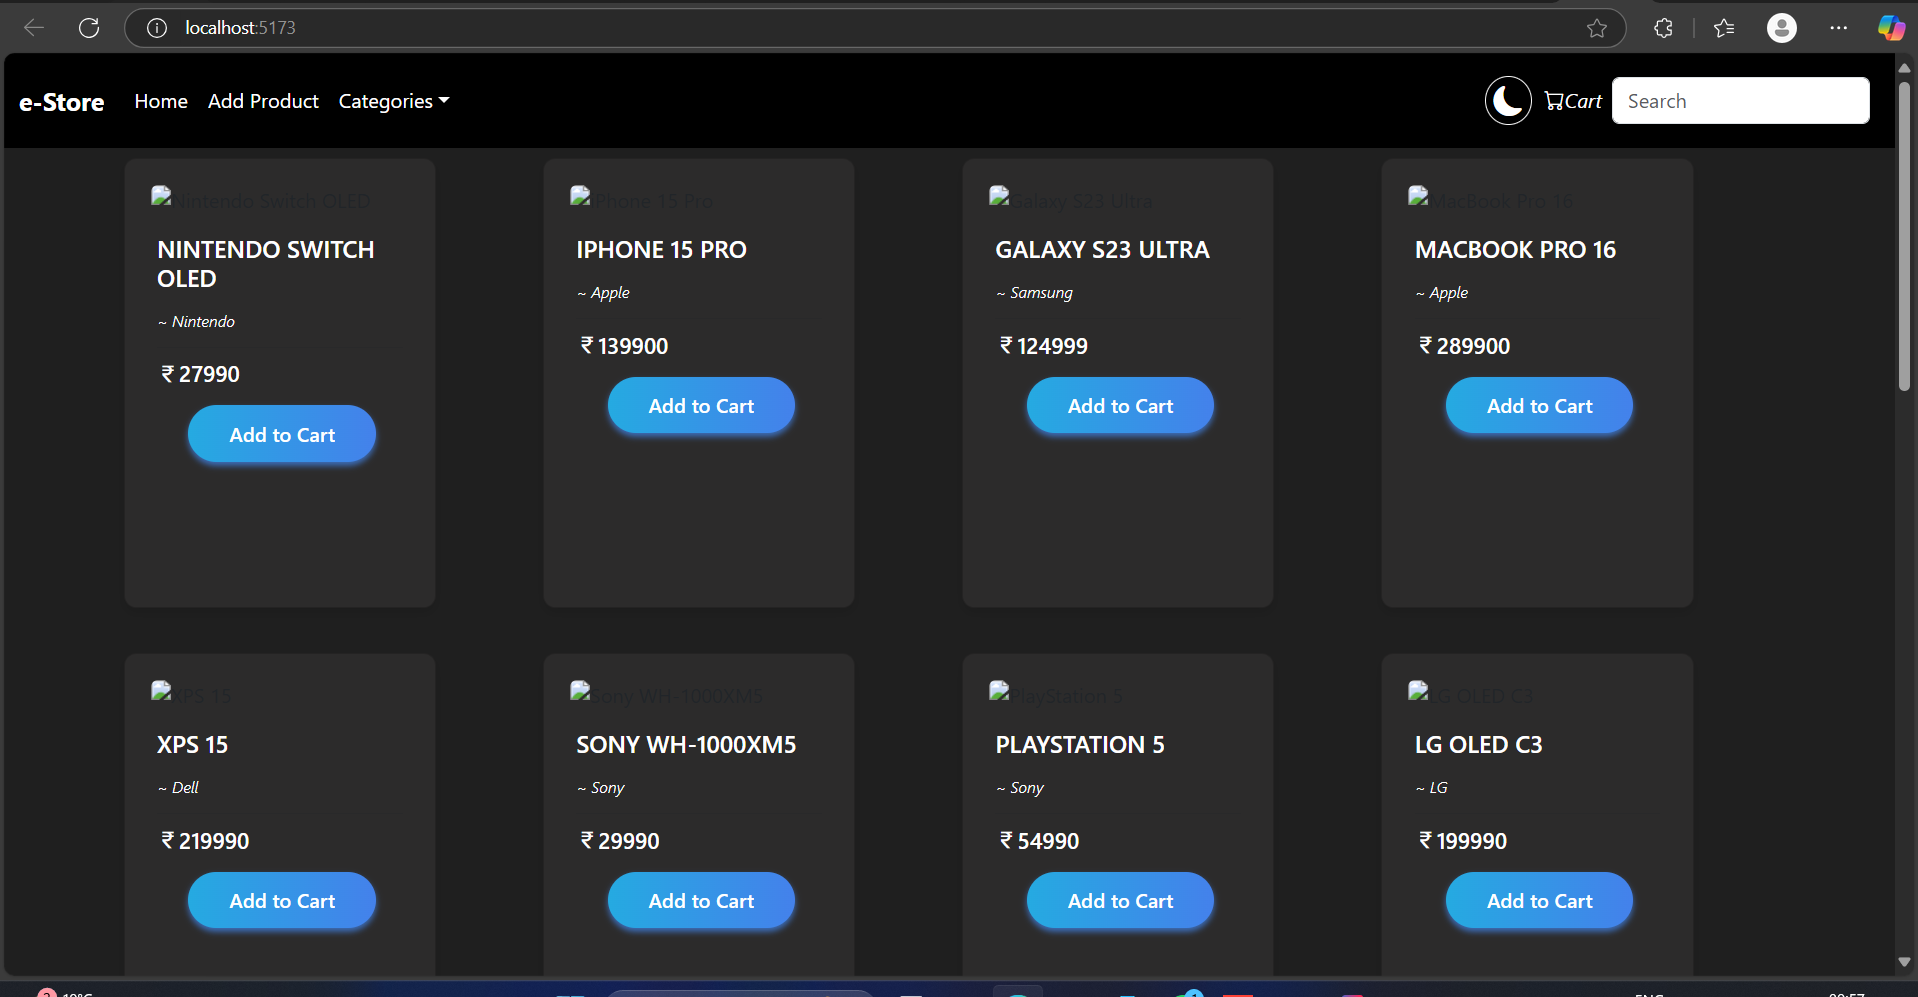 localhost:5173
e-Store Home Add Product Categories Cart Search
Nintendo Switch OLED iPhone 15 Pro Galaxy S23 Ultra MacBook Pro 16
NINTENDO SWITCH
OLED
~ Nintendo
₹ 27990
Add to Cart
IPHONE 15 PRO
~ Apple
₹ 139900
Add to Cart
GALAXY S23 ULTRA
~ Samsung
₹ 124999
Add to Cart
MACBOOK PRO 16
~ Apple
₹ 289900
Add to Cart
XPS 15 Sony WH-1000XM5 PlayStation 5 LG OLED C3
XPS 15
~ Dell
₹ 219990
Add to Cart
SONY WH-1000XM5
~ Sony
₹ 29990
Add to Cart
PLAYSTATION 5
~ Sony
₹ 54990
Add to Cart
LG OLED C3
~ LG
₹ 199990
Add to Cart